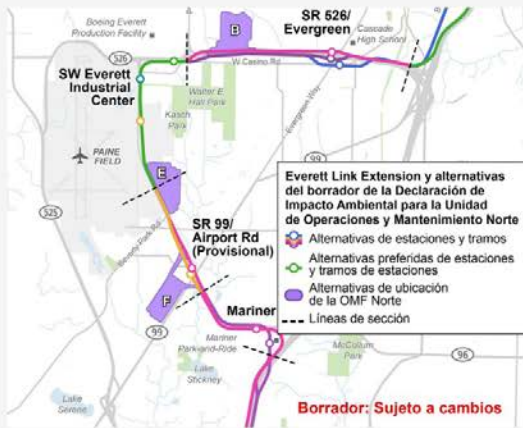 Boeing Everett
Production Facility
SR 526/
Evergreen
Cascade
High School
B
526
W Casino Rd
SW Everett
Industrial
Center
Walter E.
Hall Park
Kasch
Park
Evergreen Way
99
PAINE
FIELD
E
525
Beverly Park Rd
SR 99/
Airport Rd
(Provisional)
F
99
Mariner
Mariner
Park-and-Ride
McCollum
Park
96
Lake
Stickney
Lake
Serene
Everett Link Extension y alternativas
del borrador de la Declaración de
Impacto Ambiental para la Unidad
de Operaciones y Mantenimiento Norte
Alternativas de estaciones y tramos
Alternativas preferidas de estaciones
y tramos de estaciones
Alternativas de ubicación
de la OMF Norte
Líneas de sección
Borrador: Sujeto a cambios